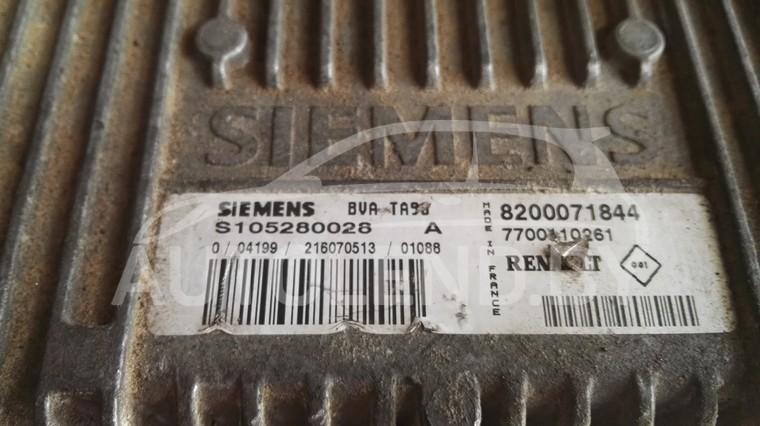 SIEMENS
SIEMENS BVA TA98
S105280028 A
0 / 04199 / 216070513 / 01088
MADE IN FRANCE
8200071844
7700110261
RENAULT